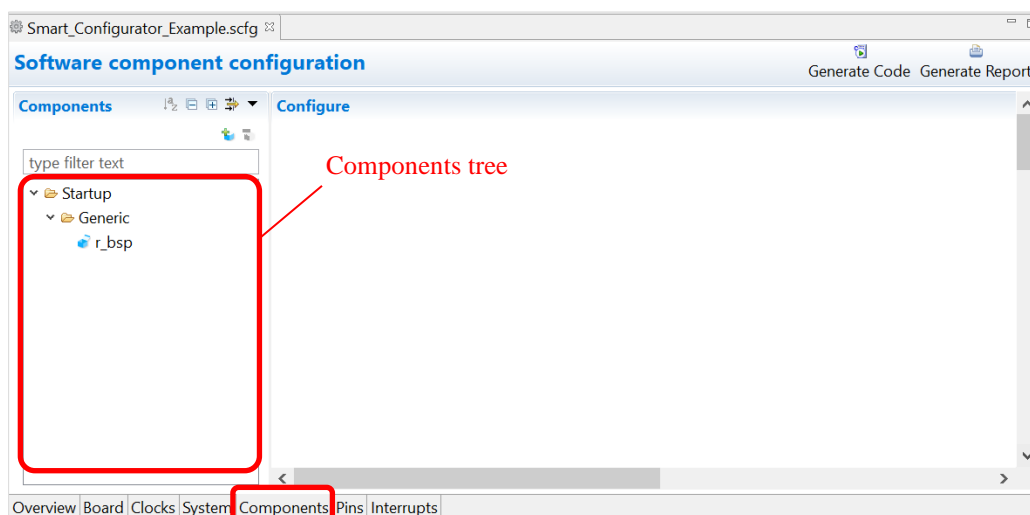 Smart_Configurator_Example.scfg
Software component configuration
Generate Code Generate Report
Components
Configure
type filter text
Components tree
Startup
Generic
r_bsp
Overview Board Clocks System Components Pins Interrupts